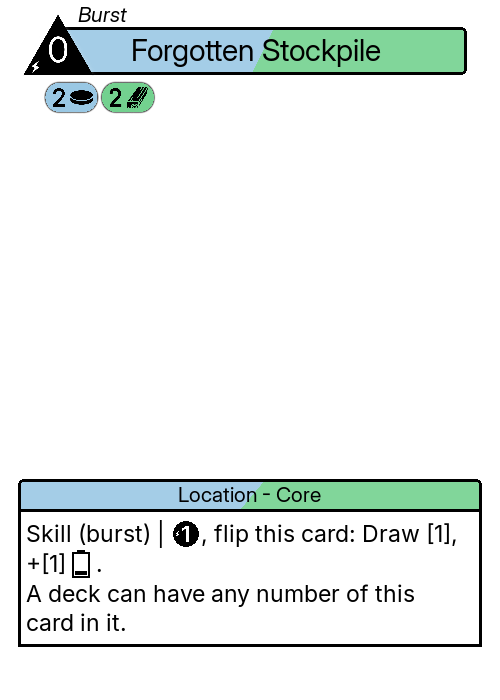 Burst
0 Forgotten Stockpile
2 2
Location - Core
Skill (burst) | 1, flip this card: Draw [1],
+[1] .
A deck can have any number of this
card in it.